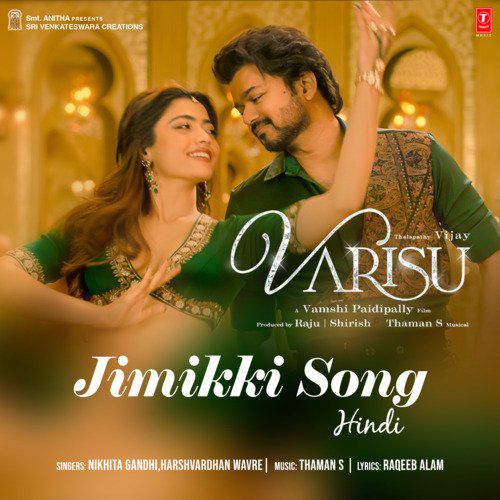 Smt. ANITHA PRESENTS
SRI VENKATESWARA CREATIONS
T
SERIES
MUSIC
Thalapathy Vijay
VARISU
A Vamshi Paidipally Film
Produced by Raju | Shirish Thaman S Musical
Jimikki Song
Hindi
SINGERS: NIKHITA GANDHI,HARSHVARDHAN WAVRE| MUSIC: THAMAN S | LYRICS: RAQEEB ALAM